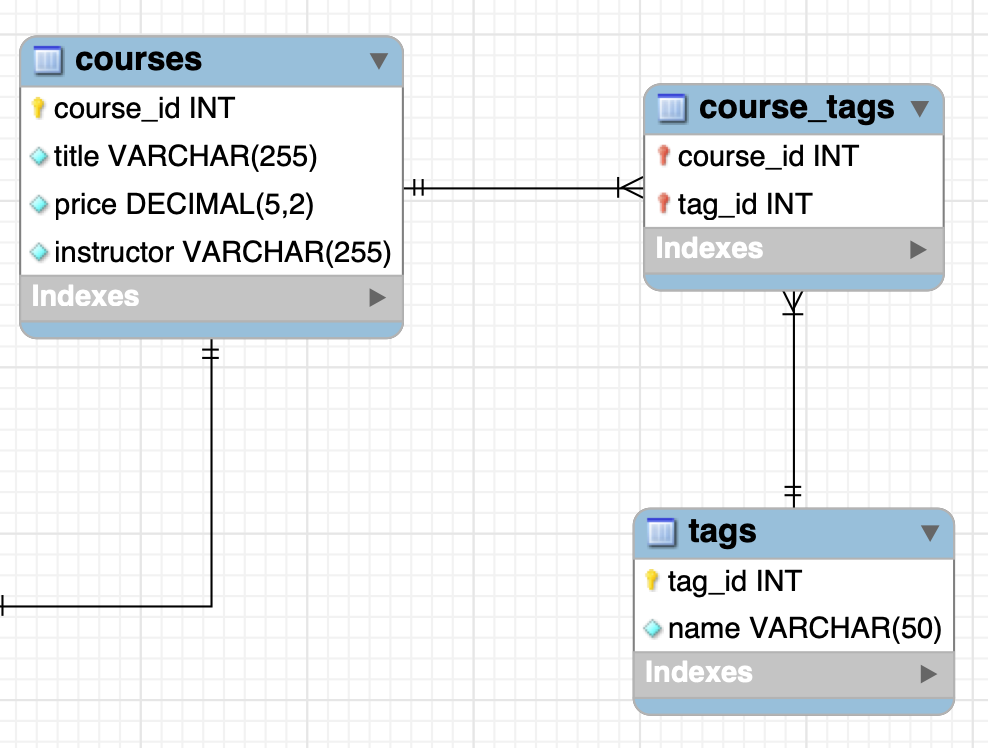 courses
course_id INT
title VARCHAR(255)
price DECIMAL(5,2)
instructor VARCHAR(255)
Indexes
course_tags
course_id INT
tag_id INT
Indexes
tags
tag_id INT
name VARCHAR(50)
Indexes